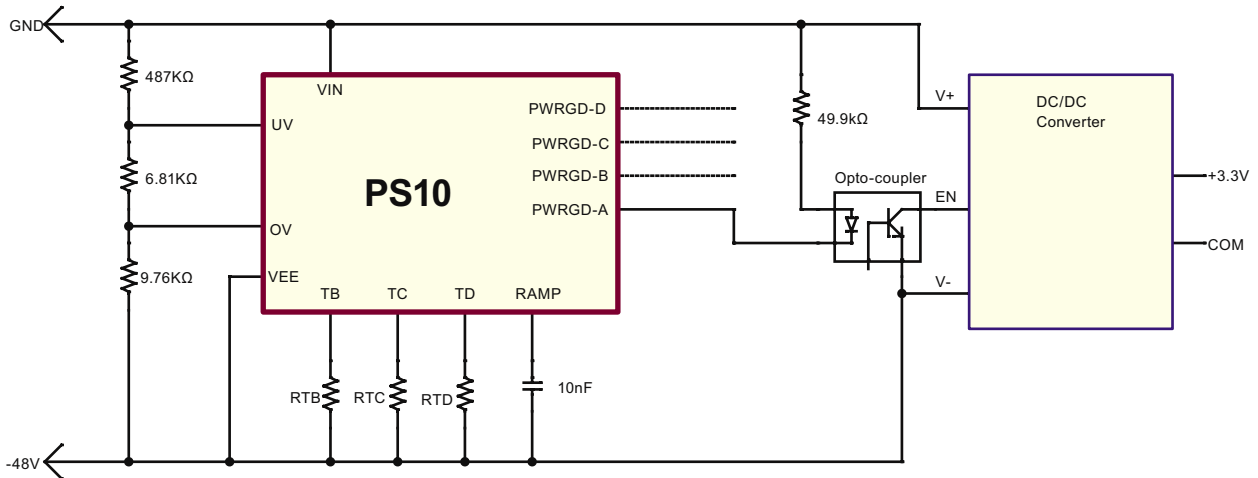 GND
487KΩ
VIN
UV
6.81KΩ
PS10
OV
9.76KΩ
VEE
TB
TC
TD
RAMP
PWRGD-D
PWRGD-C
PWRGD-B
PWRGD-A
49.9kΩ
Opto-coupler
V+
EN
V-
DC/DC
Converter
+3.3V
COM
RTB
RTC
RTD
10nF
-48V